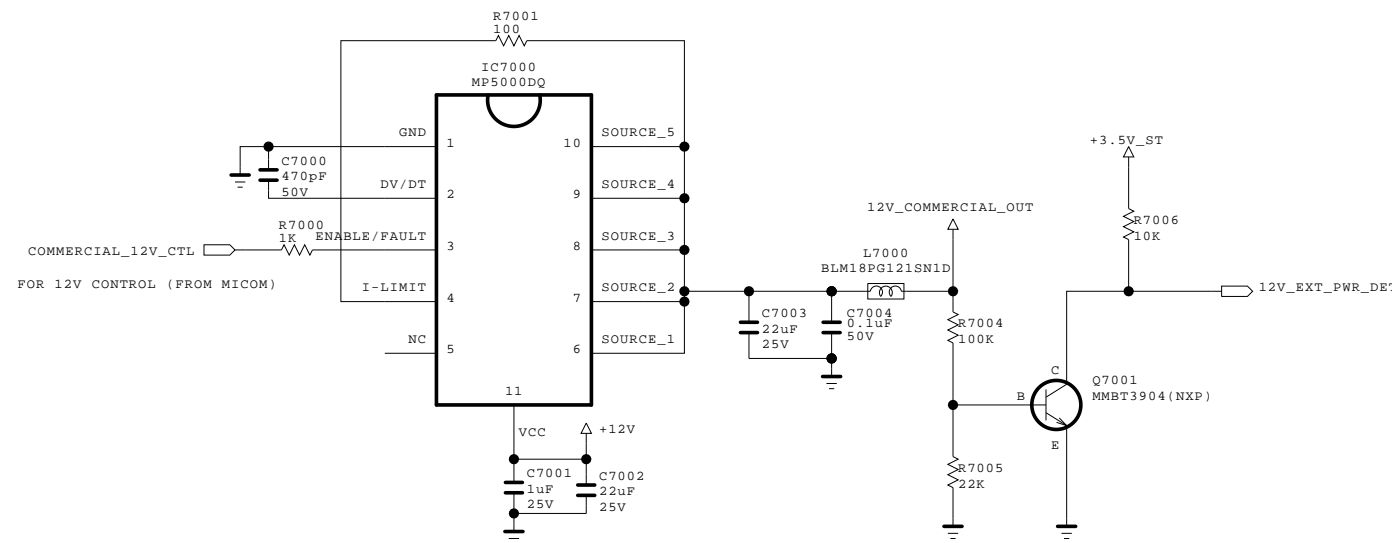 R7001
100
IC7000
MP5000DQ
GND
1
10
SOURCE_5
C7000
470pF
50V
DV/DT
2
9
SOURCE_4
R7000
1K
COMMERCIAL_12V_CTL
ENABLE/FAULT
3
8
SOURCE_3
FOR 12V CONTROL (FROM MICOM)
I-LIMIT
4
7
SOURCE_2
NC
5
6
SOURCE_1
11
VCC
+12V
C7001
1uF
25V
C7002
22uF
25V
C7003
22uF
25V
C7004
0.1uF
50V
L7000
BLM18PG121SN1D
12V_COMMERCIAL_OUT
R7004
100K
R7005
22K
+3.5V_ST
R7006
10K
12V_EXT_PWR_DET
C
B
E
Q7001
MMBT3904(NXP)